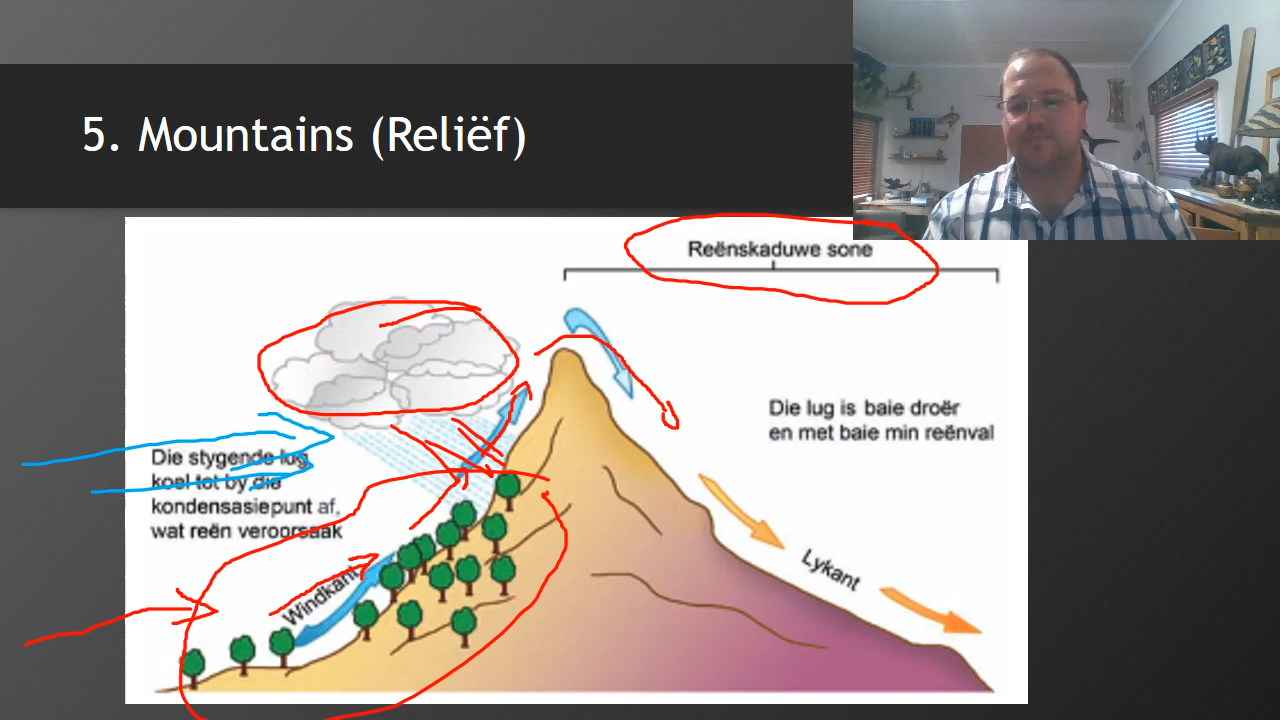 5. Mountains (Reliëf)
Reënskaduwe sone
Die lug is baie droër
en met baie min reënval
Die stygende lug
koel tot by die
kondensasiepunt af,
wat reën veroorsaak
Windkant
Lykant